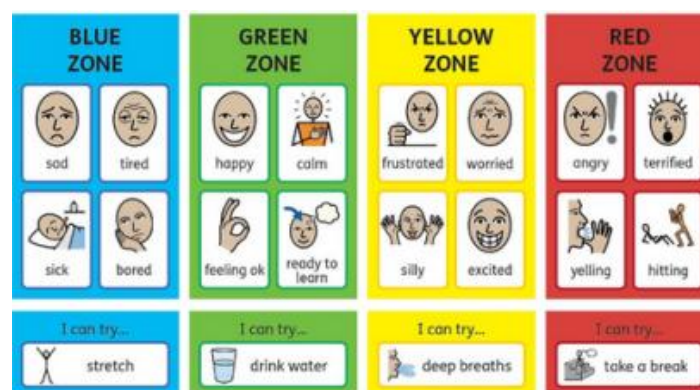 BLUE
ZONE
sad
tired
sick
bored
I can try...
stretch
GREEN
ZONE
happy
calm
feeling ok
ready to
learn
I can try...
drink water
YELLOW
ZONE
frustrated
worried
silly
excited
I can try...
deep breaths
RED
ZONE
angry
terrified
yelling
hitting
I can try...
take a break